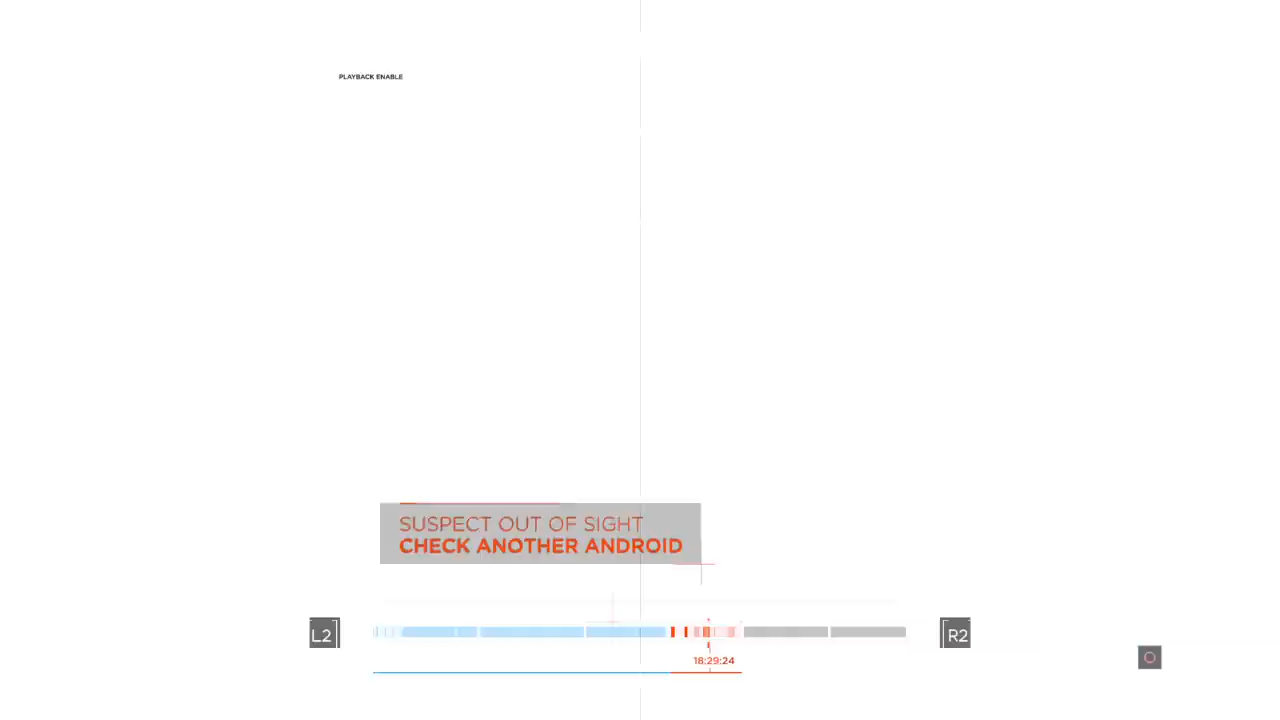 PLAYBACK ENABLE
SUSPECT OUT OF SIGHT
CHECK ANOTHER ANDROID
L2
R2
18:29:24